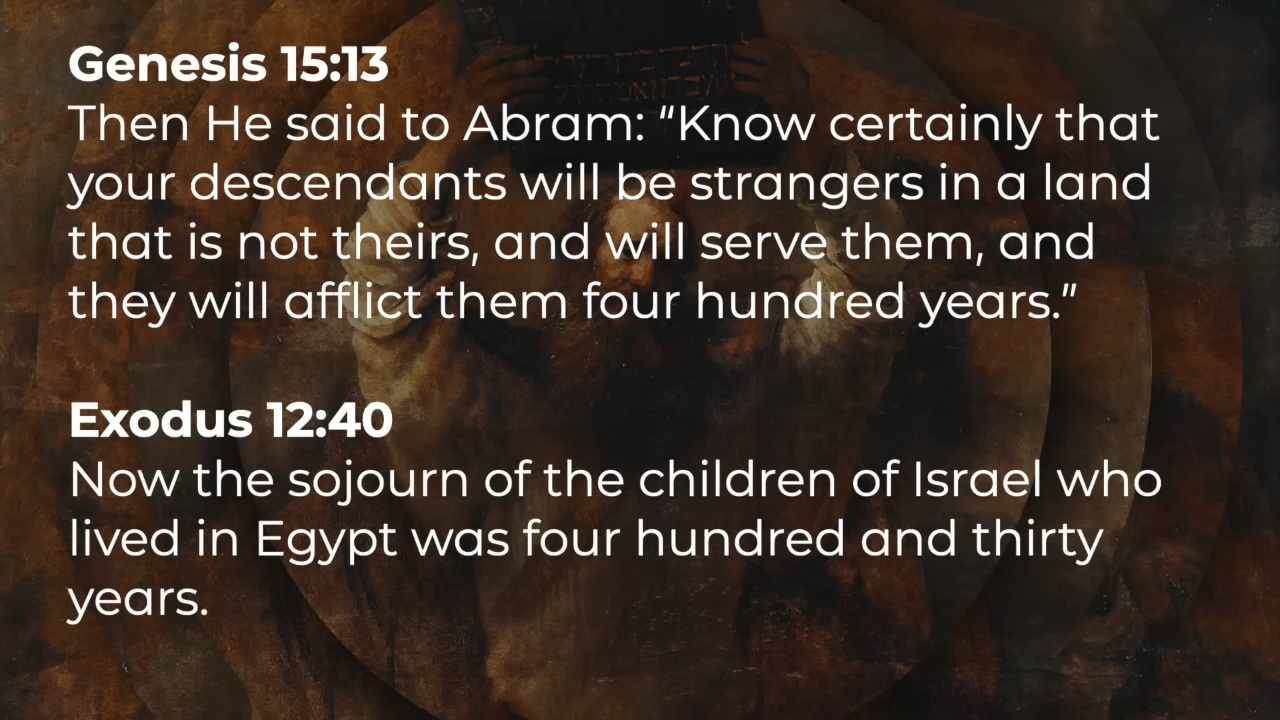 Genesis 15:13
Then He said to Abram: “Know certainly that
your descendants will be strangers in a land
that is not theirs, and will serve them, and
they will afflict them four hundred years.”
Exodus 12:40
Now the sojourn of the children of Israel who
lived in Egypt was four hundred and thirty
years.